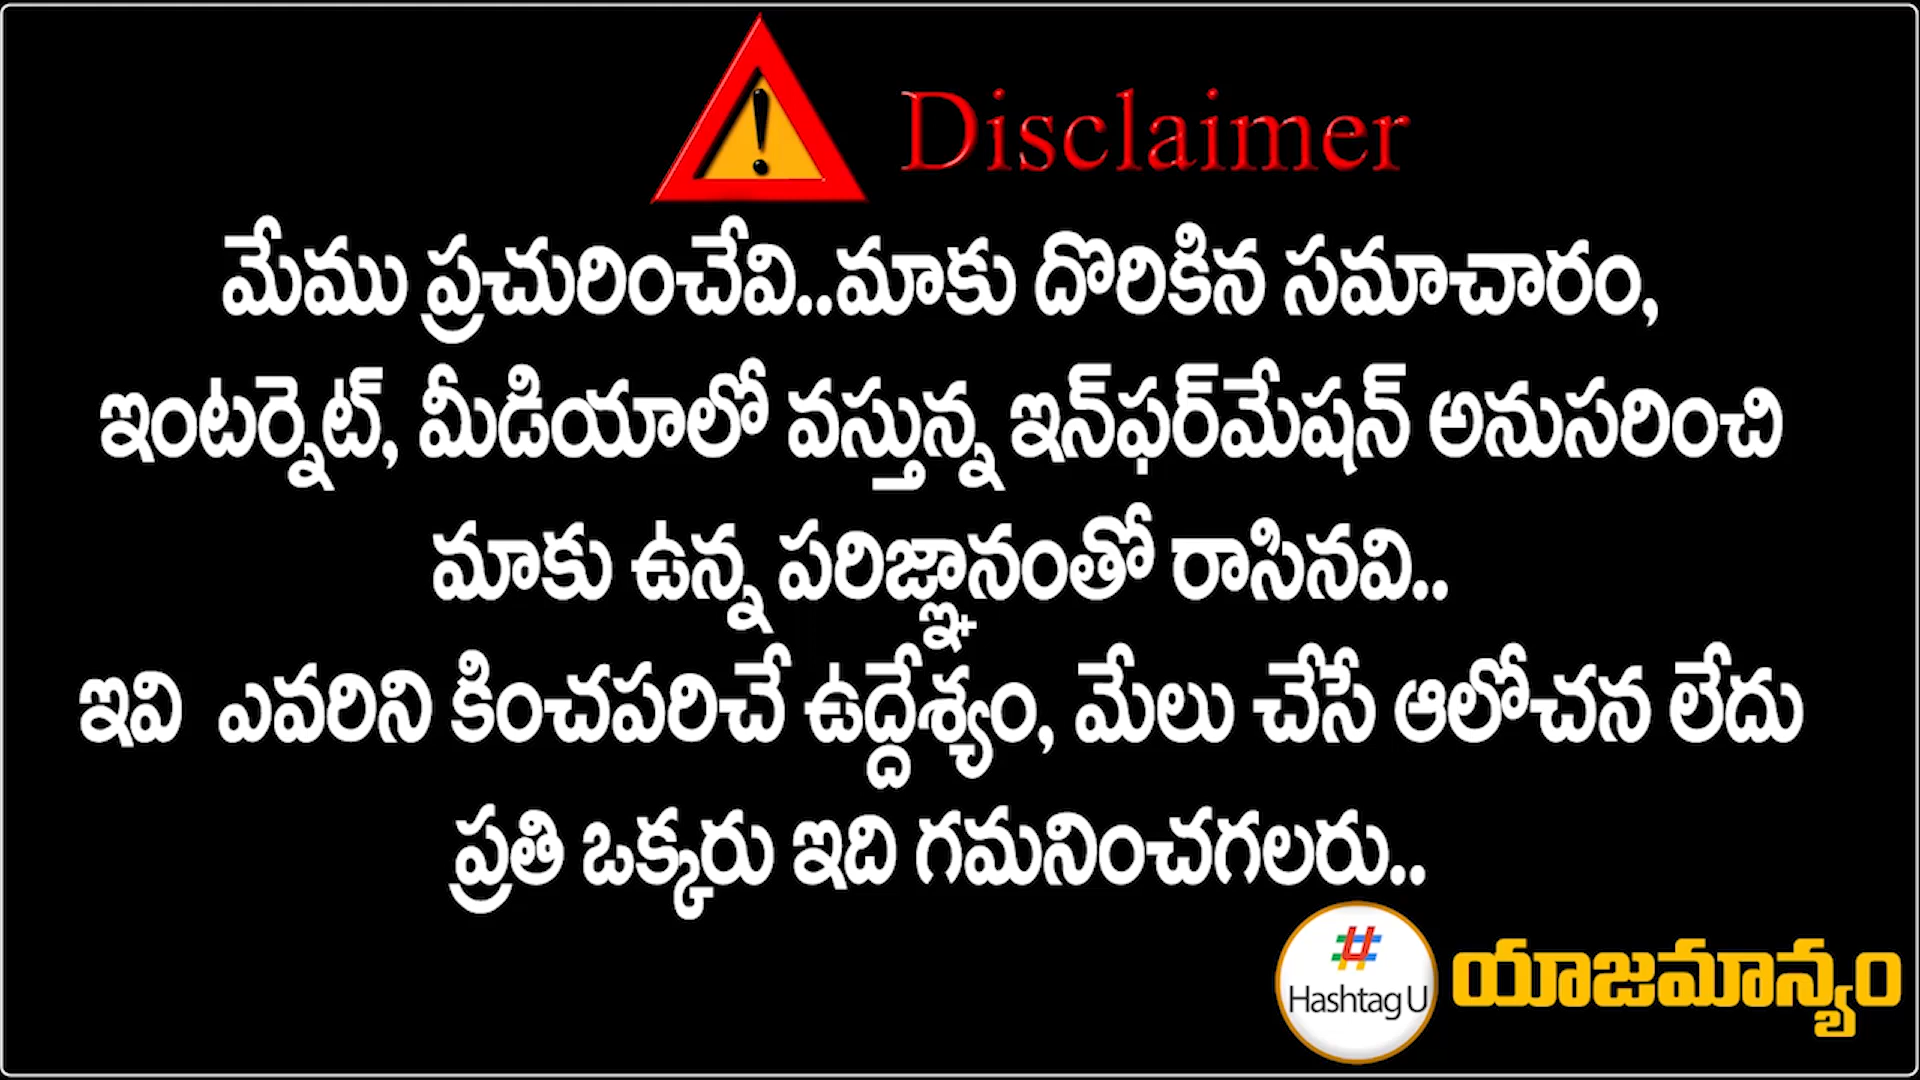 Disclaimer
మేము ప్రచురించేవి..మాకు దొరికిన సమాచారం,
ఇంటర్నెట్, మీడియాలో వస్తున్న ఇన్‌ఫర్‌మేషన్ అనుసరించి
మాకు ఉన్న పరిజ్ఞానంతో రాసినవి..
ఇవి ఎవరిని కించపరిచే ఉద్దేశ్యం, మేలు చేసే ఆలోచన లేదు
ప్రతి ఒక్కరు ఇది గమనించగలరు..
Hashtag U యాజమాన్యం